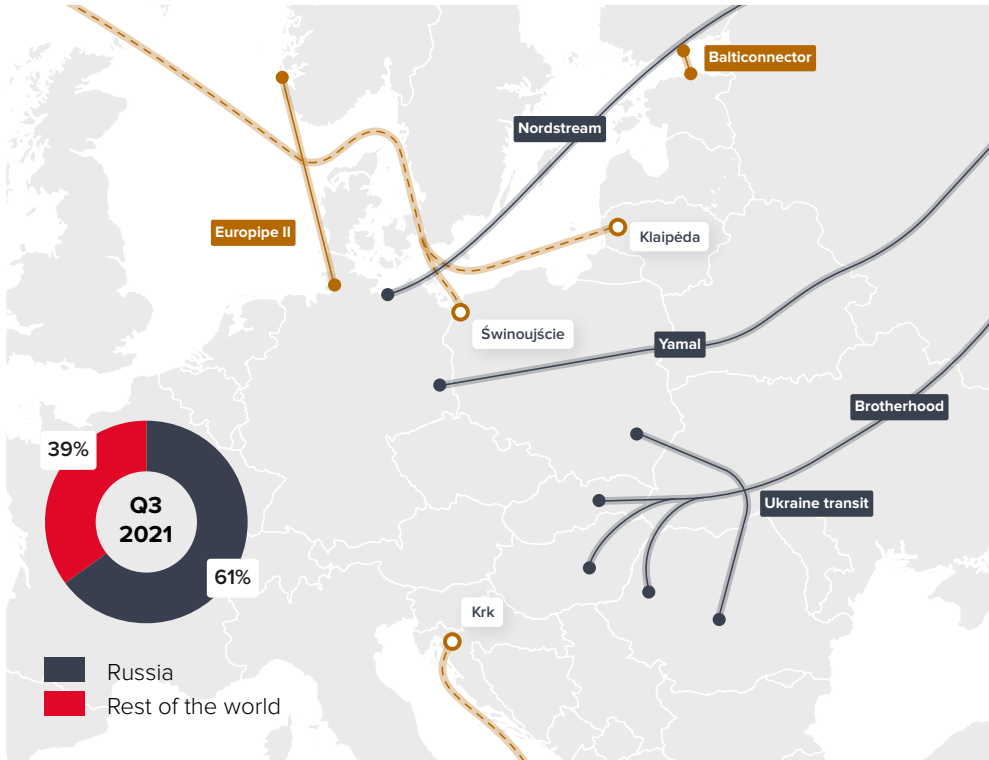 Balticonnector
Nordstream
Europipe II
Klaipėda
Świnoujście
Yamal
Brotherhood
39%
Q3
2021
Ukraine transit
61%
Krk
Russia
Rest of the world